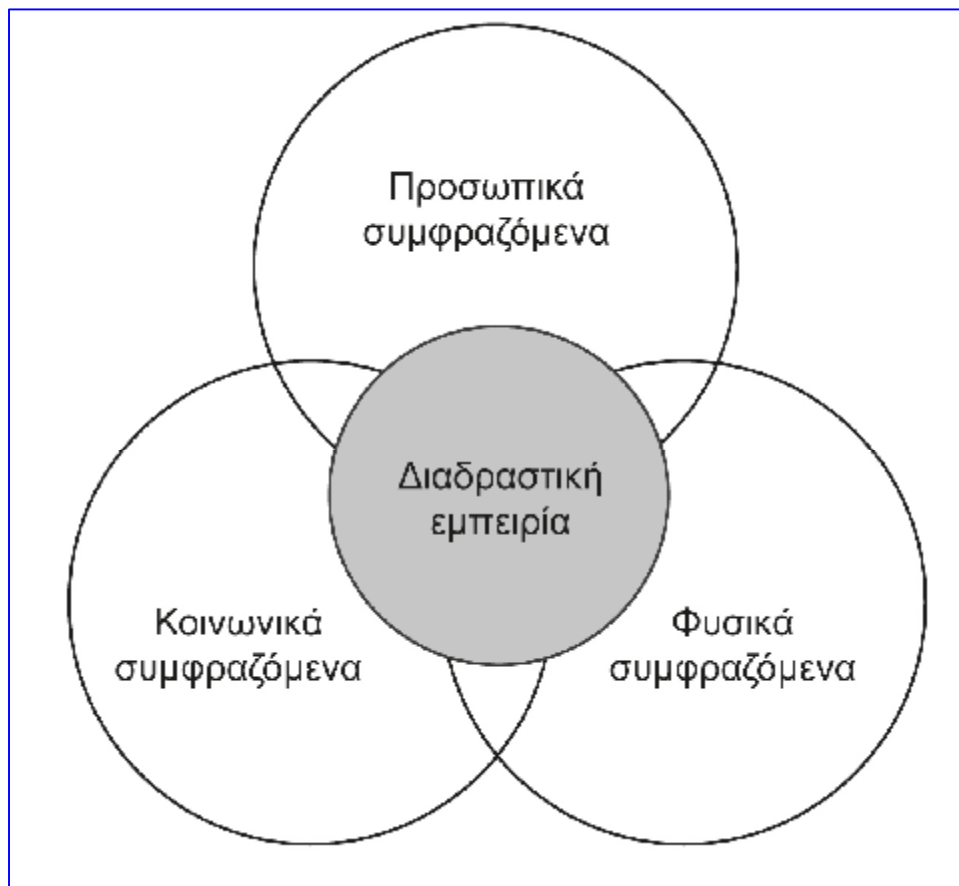 Προσωπικά
συμφραζόμενα
Διαδραστική
εμπειρία
Κοινωνικά
συμφραζόμενα
Φυσικά
συμφραζόμενα